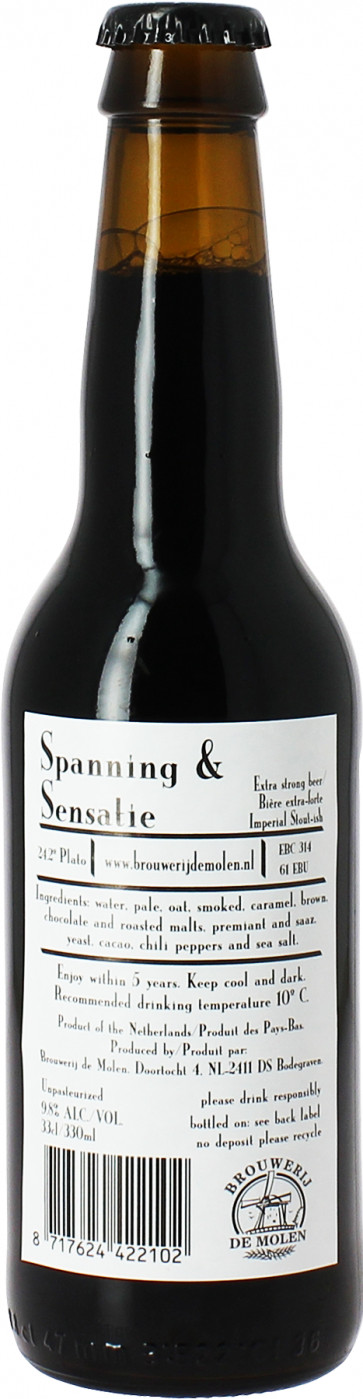 Spanning &
Sensatie
Extra strong beer/
Bière extra-forte
Imperial Stout-ish
24.2º Plato
www.brouwerijdemolen.nl
EBC 314
61 EBU
Ingredients: water, pale, oat, smoked, caramel, brown,
chocolate and roasted malts, premiant and saaz,
yeast, cacao, chili peppers and sea salt.
Enjoy within 5 years. Keep cool and dark.
Recommended drinking temperature 10º C.
Product of the Netherlands/Produit des Pays-Bas.
Produced by/Produit par:
Brouwerij de Molen, Doortocht 4, NL-2411 DS Bodegraven.
Unpasteurized
9.8% ALC/VOL
33cl/330ml
please drink responsibly
bottled on: see back label
no deposit please recycle
8 717624 422102
BROUWERIJ
DE MOLEN